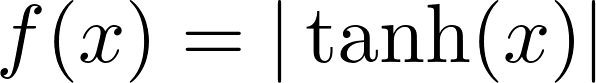 f(x) = | tanh(x)|